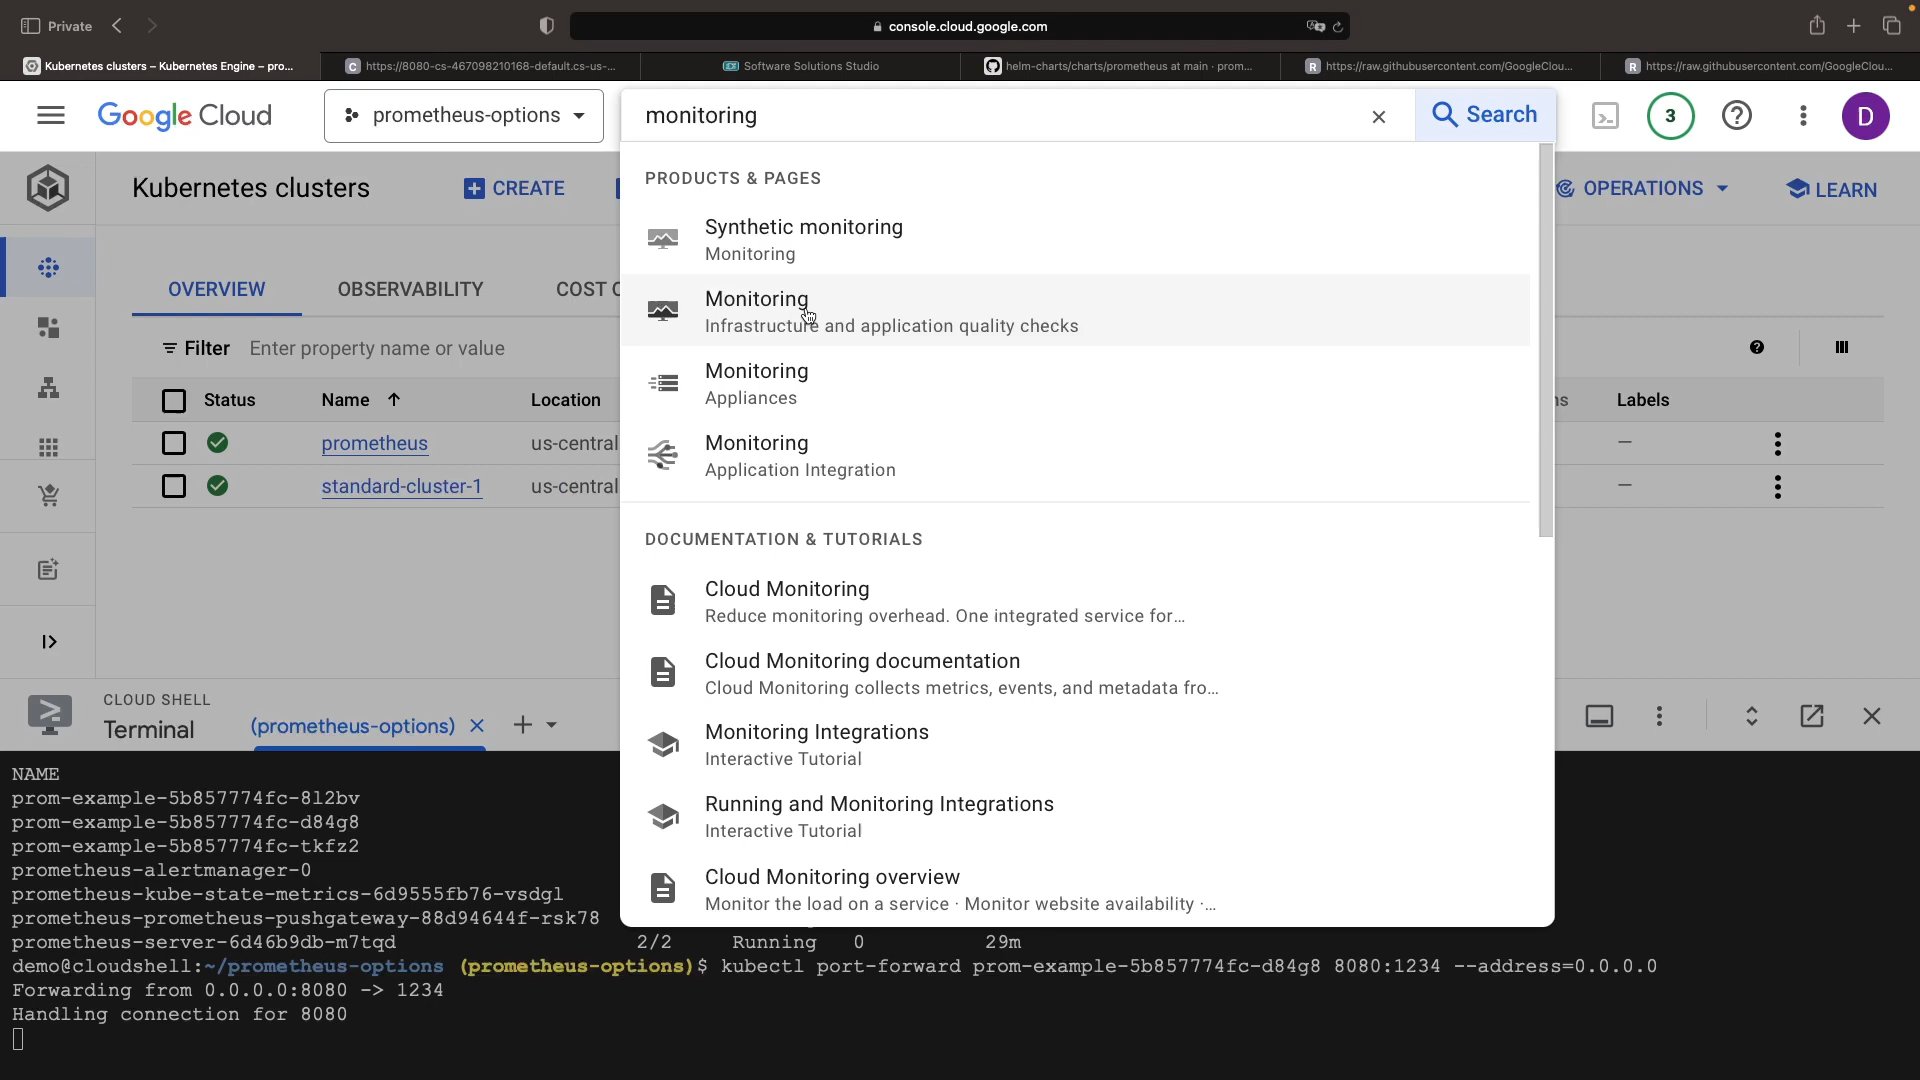 Private
console.cloud.google.com
Kubernetes clusters – Kubernetes Engine – pro...
C https://8080-cs-467098210168-default.cs-us-...
Software Solutions Studio
helm-charts/charts/prometheus at main · prom...
R https://raw.githubusercontent.com/GoogleClou...
R https://raw.githubusercontent.com/GoogleClou...
Google Cloud
prometheus-options
monitoring
Search
3
D
Kubernetes clusters
CREATE
OPERATIONS
LEARN
OVERVIEW
OBSERVABILITY
COST
Filter Enter property name or value
Status Name Location Labels
prometheus us-central –
standard-cluster-1 us-central –
PRODUCTS & PAGES
Synthetic monitoring
Monitoring
Monitoring
Infrastructure and application quality checks
Monitoring
Appliances
Monitoring
Application Integration
DOCUMENTATION & TUTORIALS
Cloud Monitoring
Reduce monitoring overhead. One integrated service for...
Cloud Monitoring documentation
Cloud Monitoring collects metrics, events, and metadata fro...
Monitoring Integrations
Interactive Tutorial
Running and Monitoring Integrations
Interactive Tutorial
Cloud Monitoring overview
Monitor the load on a service · Monitor website availability ·...
CLOUD SHELL
Terminal
(prometheus-options)
NAME
prom-example-5b857774fc-8l2bv
prom-example-5b857774fc-d84g8
prom-example-5b857774fc-tkfz2
prometheus-alertmanager-0
prometheus-kube-state-metrics-6d9555fb76-vsdgl
prometheus-prometheus-pushgateway-88d94644f-rsk78
prometheus-server-6d46b9db-m7tqd 2/2 Running 0 29m
demo@cloudshell:~/prometheus-options (prometheus-options)$ kubectl port-forward prom-example-5b857774fc-d84g8 8080:1234 --address=0.0.0.0
Forwarding from 0.0.0.0:8080 -> 1234
Handling connection for 8080